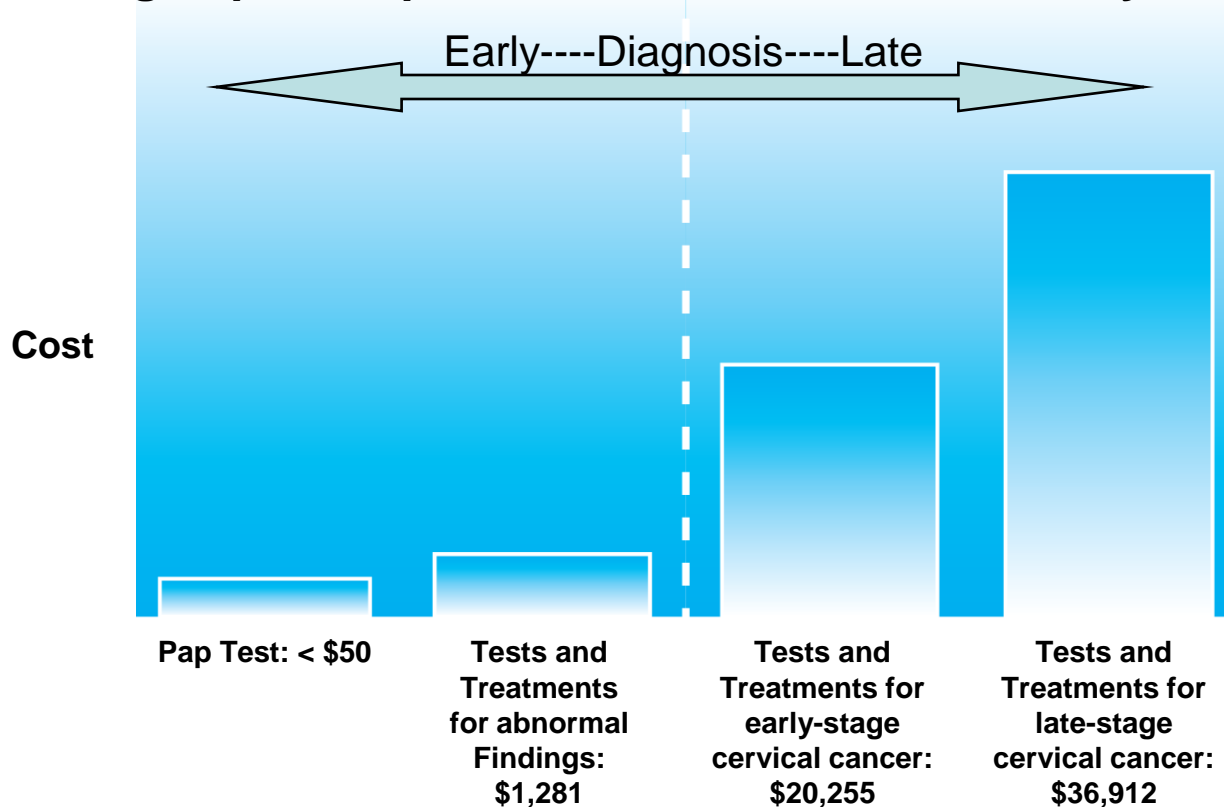 Early----Diagnosis----Late
Cost
Pap Test: < $50
Tests and
Treatments
for abnormal
Findings:
$1,281
Tests and
Treatments for
early-stage
cervical cancer:
$20,255
Tests and
Treatments for
late-stage
cervical cancer:
$36,912